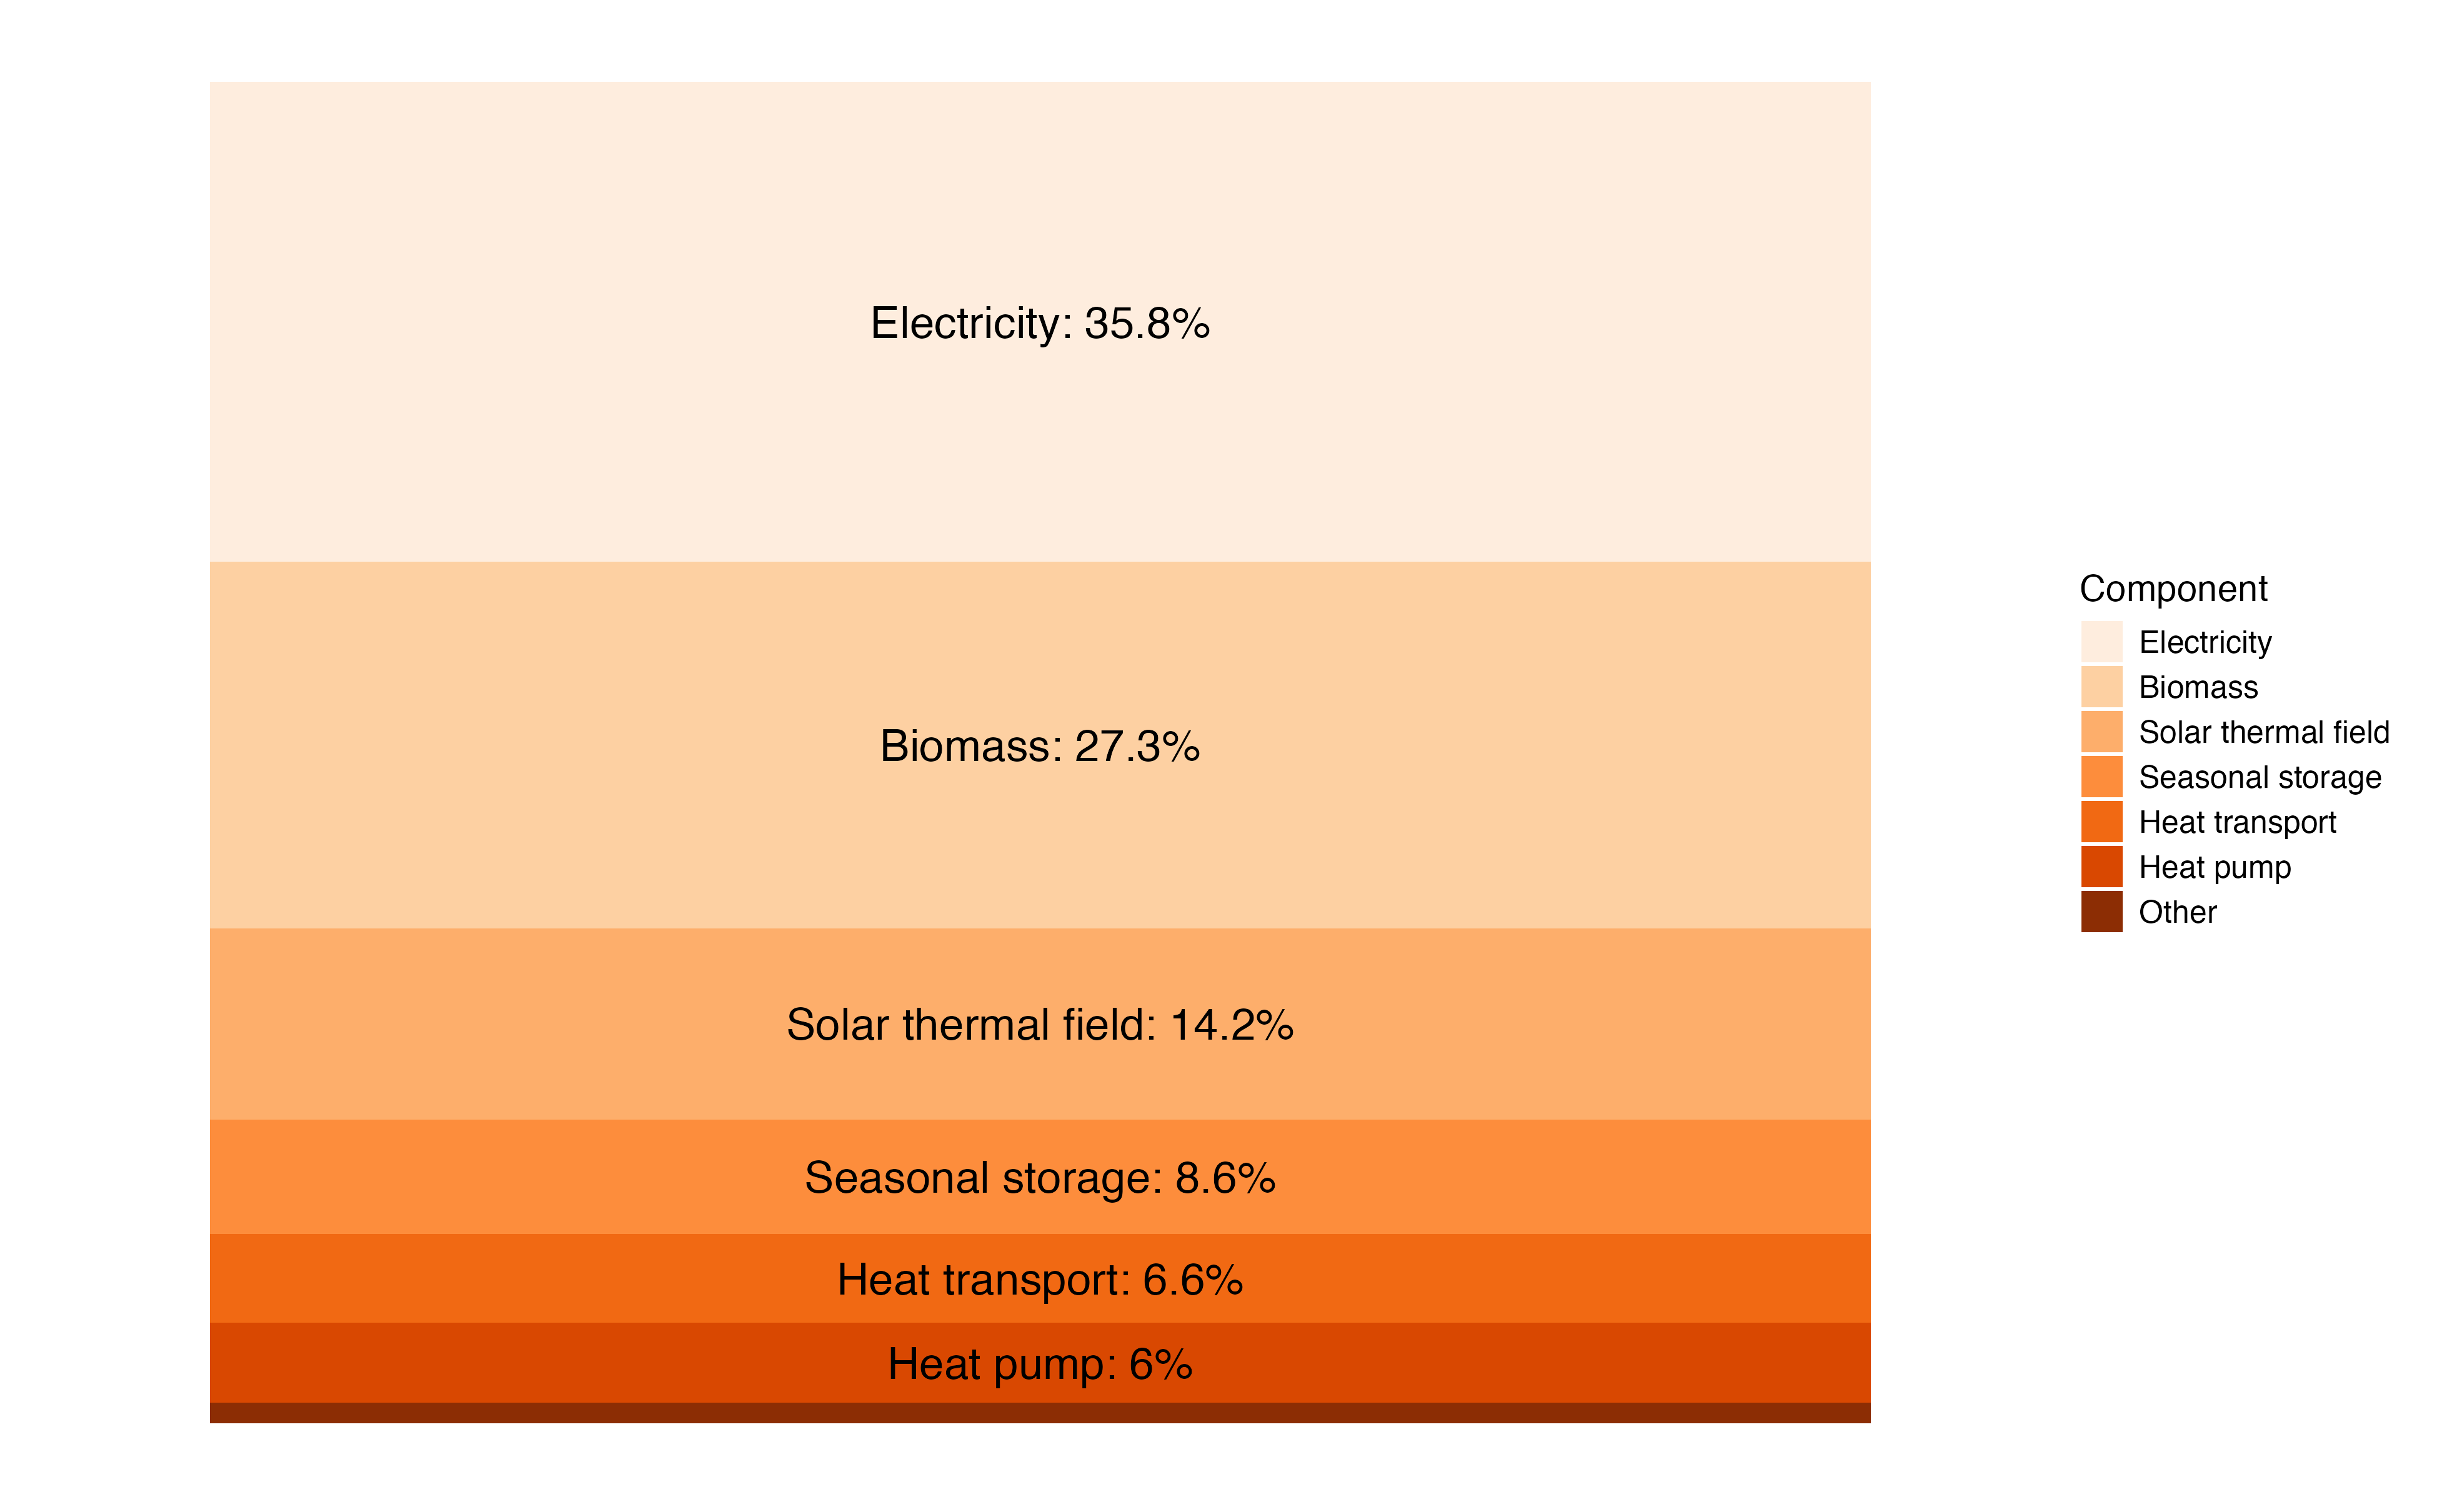 Electricity: 35.8%
Biomass: 27.3%
Solar thermal field: 14.2%
Seasonal storage: 8.6%
Heat transport: 6.6%
Heat pump: 6%
Component
Electricity
Biomass
Solar thermal field
Seasonal storage
Heat transport
Heat pump
Other